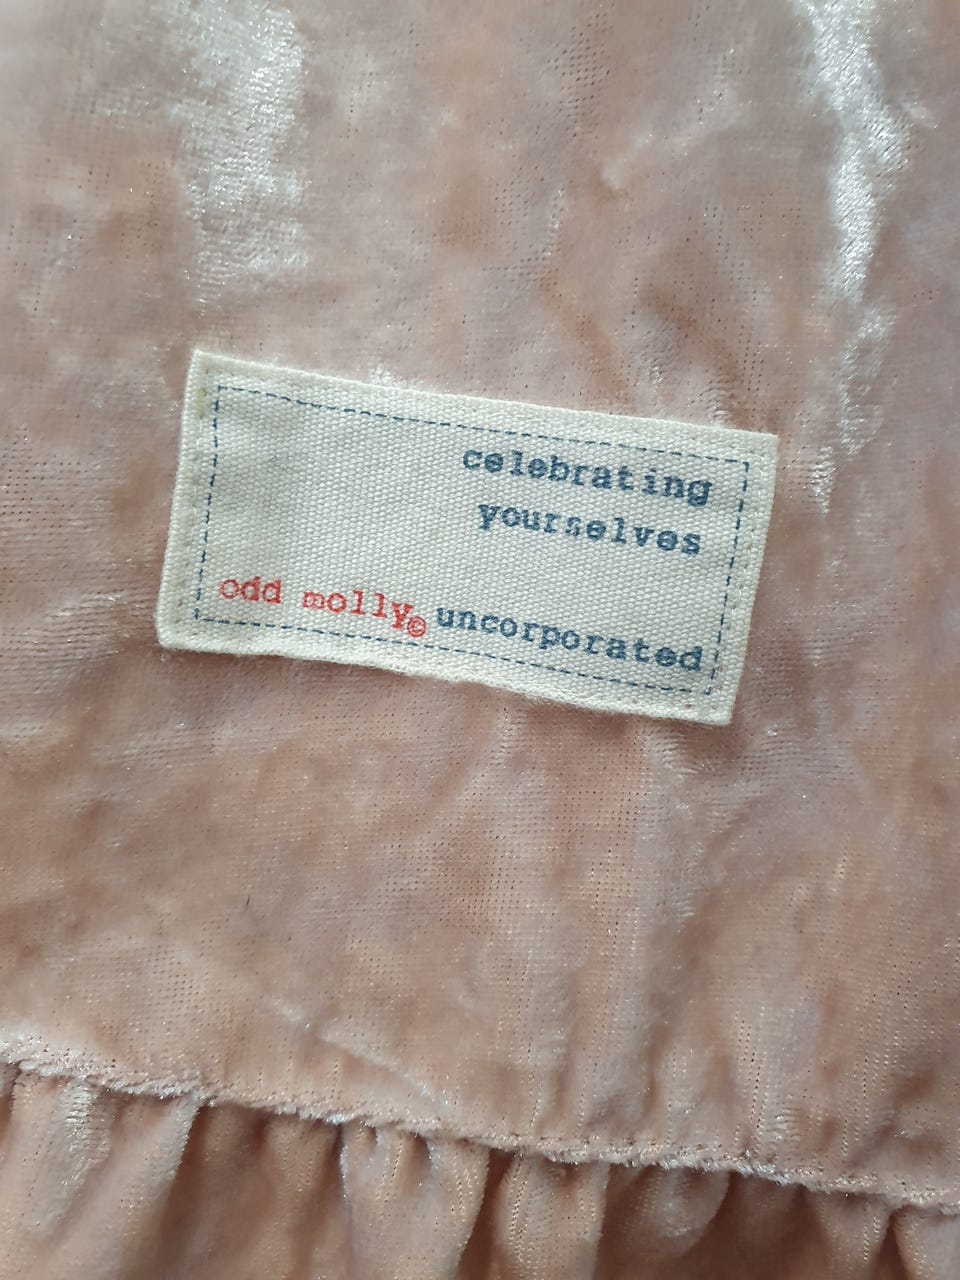 celebrating
yourselves
odd molly© uncorporated